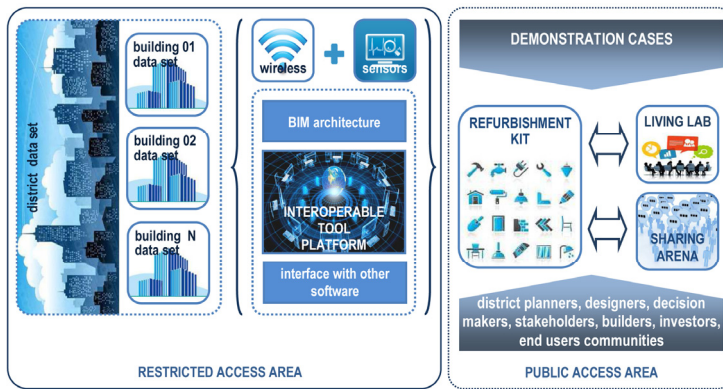 district data set
building 01
data set
building 02
data set
building N
data set
wireless
sensors
BIM architecture
INTEROPERABLE
TOOL
PLATFORM
interface with other
software
RESTRICTED ACCESS AREA
DEMONSTRATION CASES
REFURBISHMENT
KIT
LIVING LAB
SHARING
ARENA
district planners, designers, decision
makers, stakeholders, builders, investors,
end users communities
PUBLIC ACCESS AREA